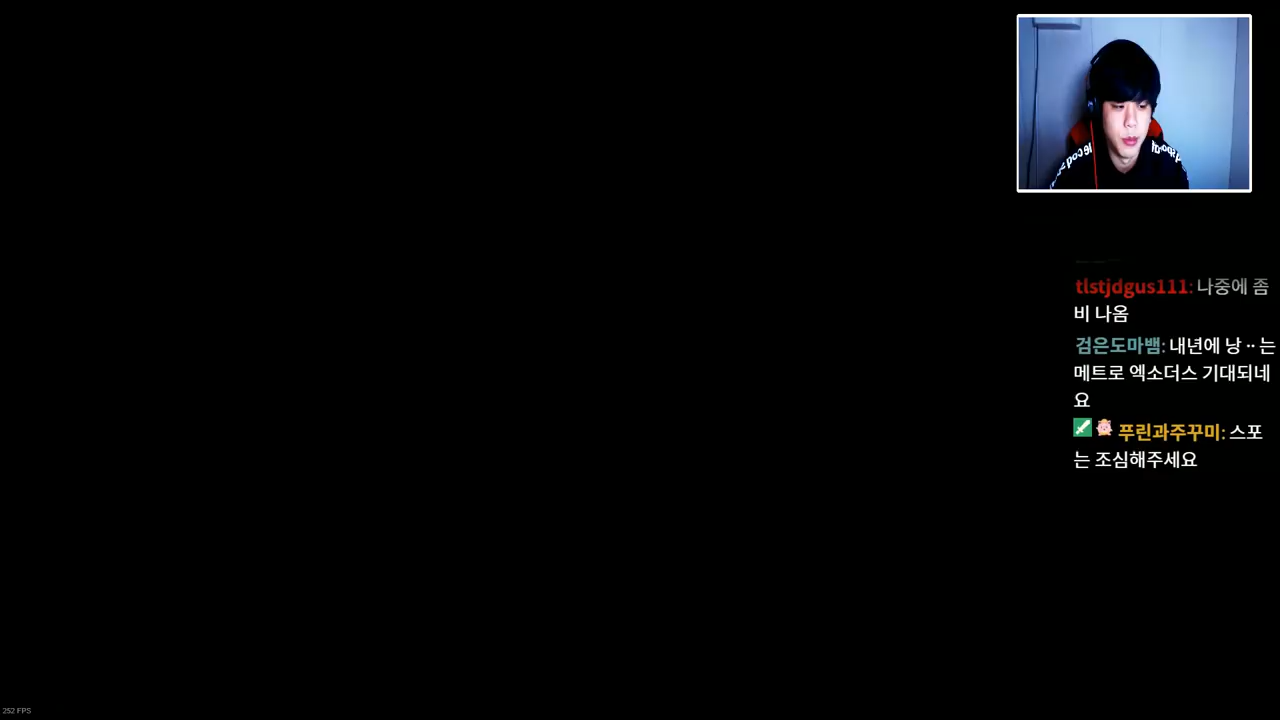 tlstjdgus111: 나중에 좀
비 나옴
검은도마뱀: 내년에 낭··는
메트로 엑소더스 기대되네
요
푸린과주꾸미: 스포
는 조심해주세요
252 FPS